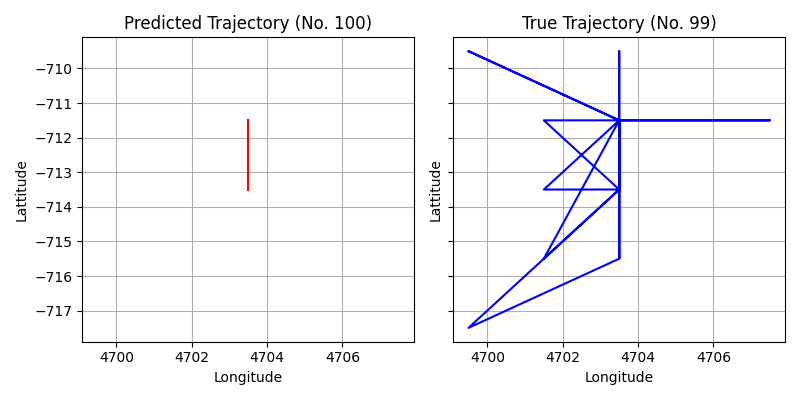 Predicted Trajectory (No. 100)
True Trajectory (No. 99)
Lattitude
−710
−711
−712
−713
−714
−715
−716
−717
4700
4702
4704
4706
Longitude
Lattitude
4700
4702
4704
4706
Longitude